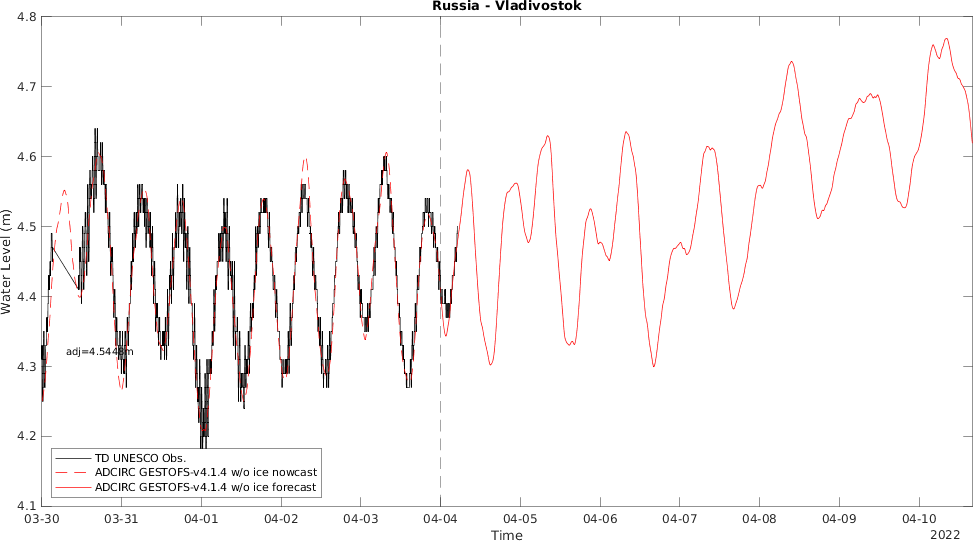 Russia - Vladivostok
4.8
4.7
4.6
4.5
4.4
4.3
4.2
4.1
Water Level (m)
adj=4.5448m
TD UNESCO Obs.
ADCIRC GESTOFS-v4.1.4 w/o ice nowcast
ADCIRC GESTOFS-v4.1.4 w/o ice forecast
03-30 03-31 04-01 04-02 04-03 04-04 04-05 04-06 04-07 04-08 04-09 04-10
Time
2022